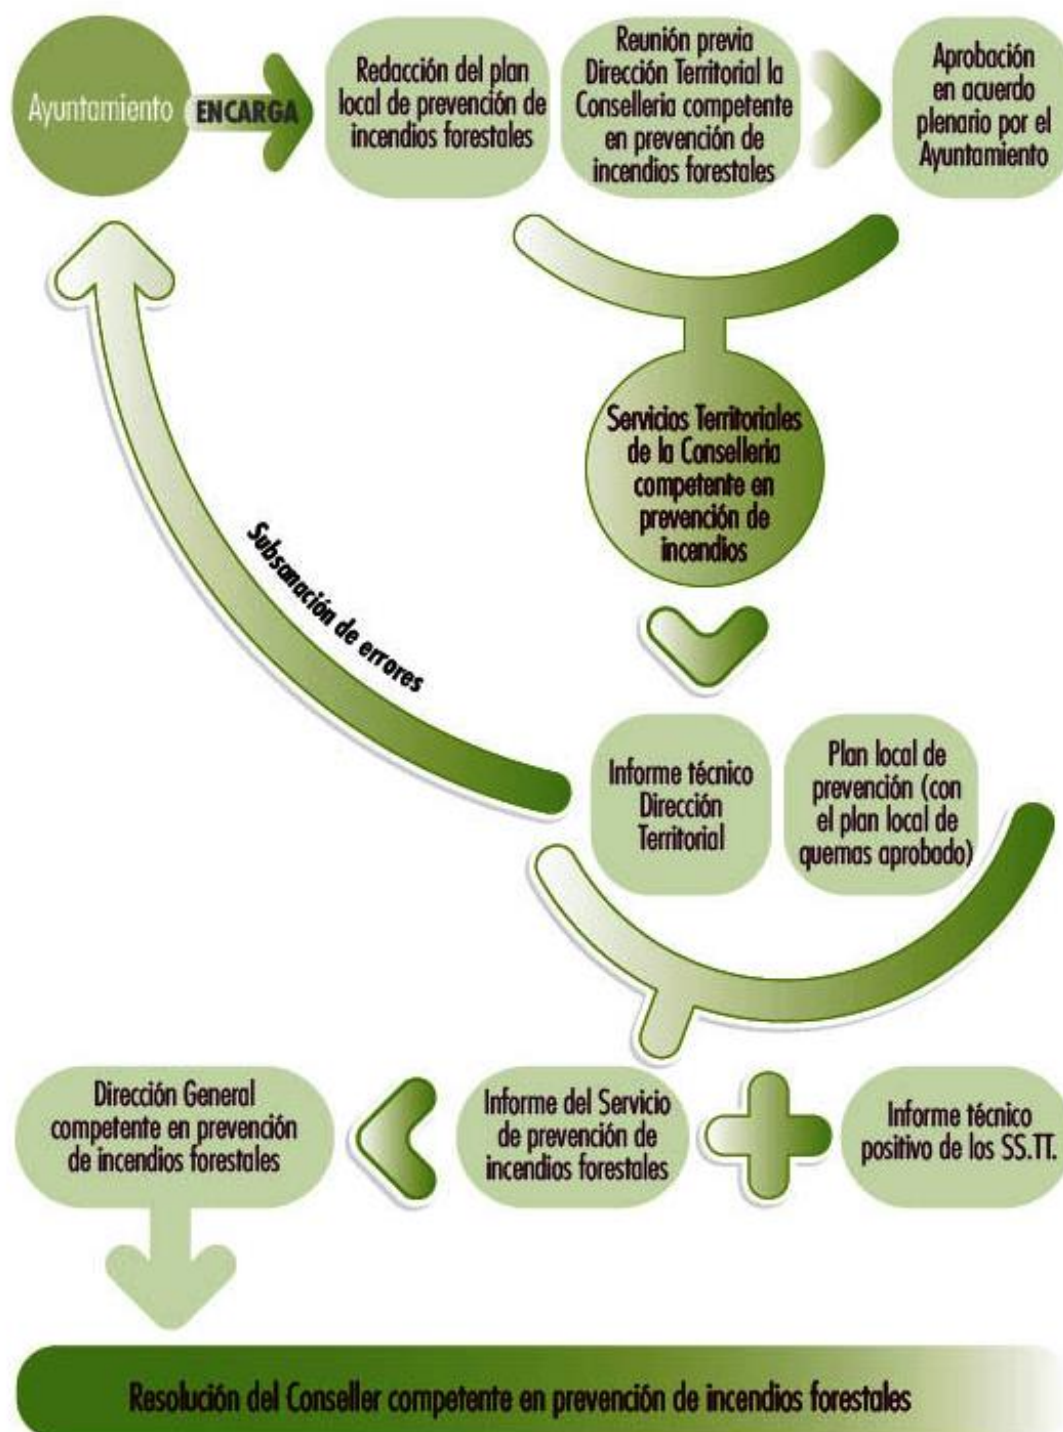 Ayuntamiento
ENCARGA
Redacción del plan
local de prevención de
incendios forestales
Reunión previa
Dirección Territorial la
Conselleria competente
en prevención de
incendios forestales
Aprobación
en acuerdo
plenario por el
Ayuntamiento
Servicios Territoriales
de la Conselleria
competente en
prevención de
incendios
Subsanación de errores
Informe técnico
Dirección
Territorial
Plan local de
prevención (con
el plan local de
quemas aprobado)
Dirección General
competente en prevención
de incendios forestales
Informe del Servicio
de prevención de
incendios forestales
Informe técnico
positivo de los SS.TT.
Resolución del Conseller competente en prevención de incendios forestales